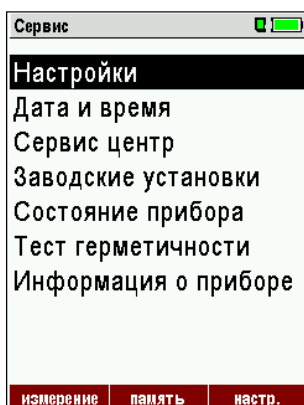 Сервис
Настройки
Дата и время
Сервис центр
Заводские установки
Состояние прибора
Тест герметичности
Информация о приборе
измерение память настр.